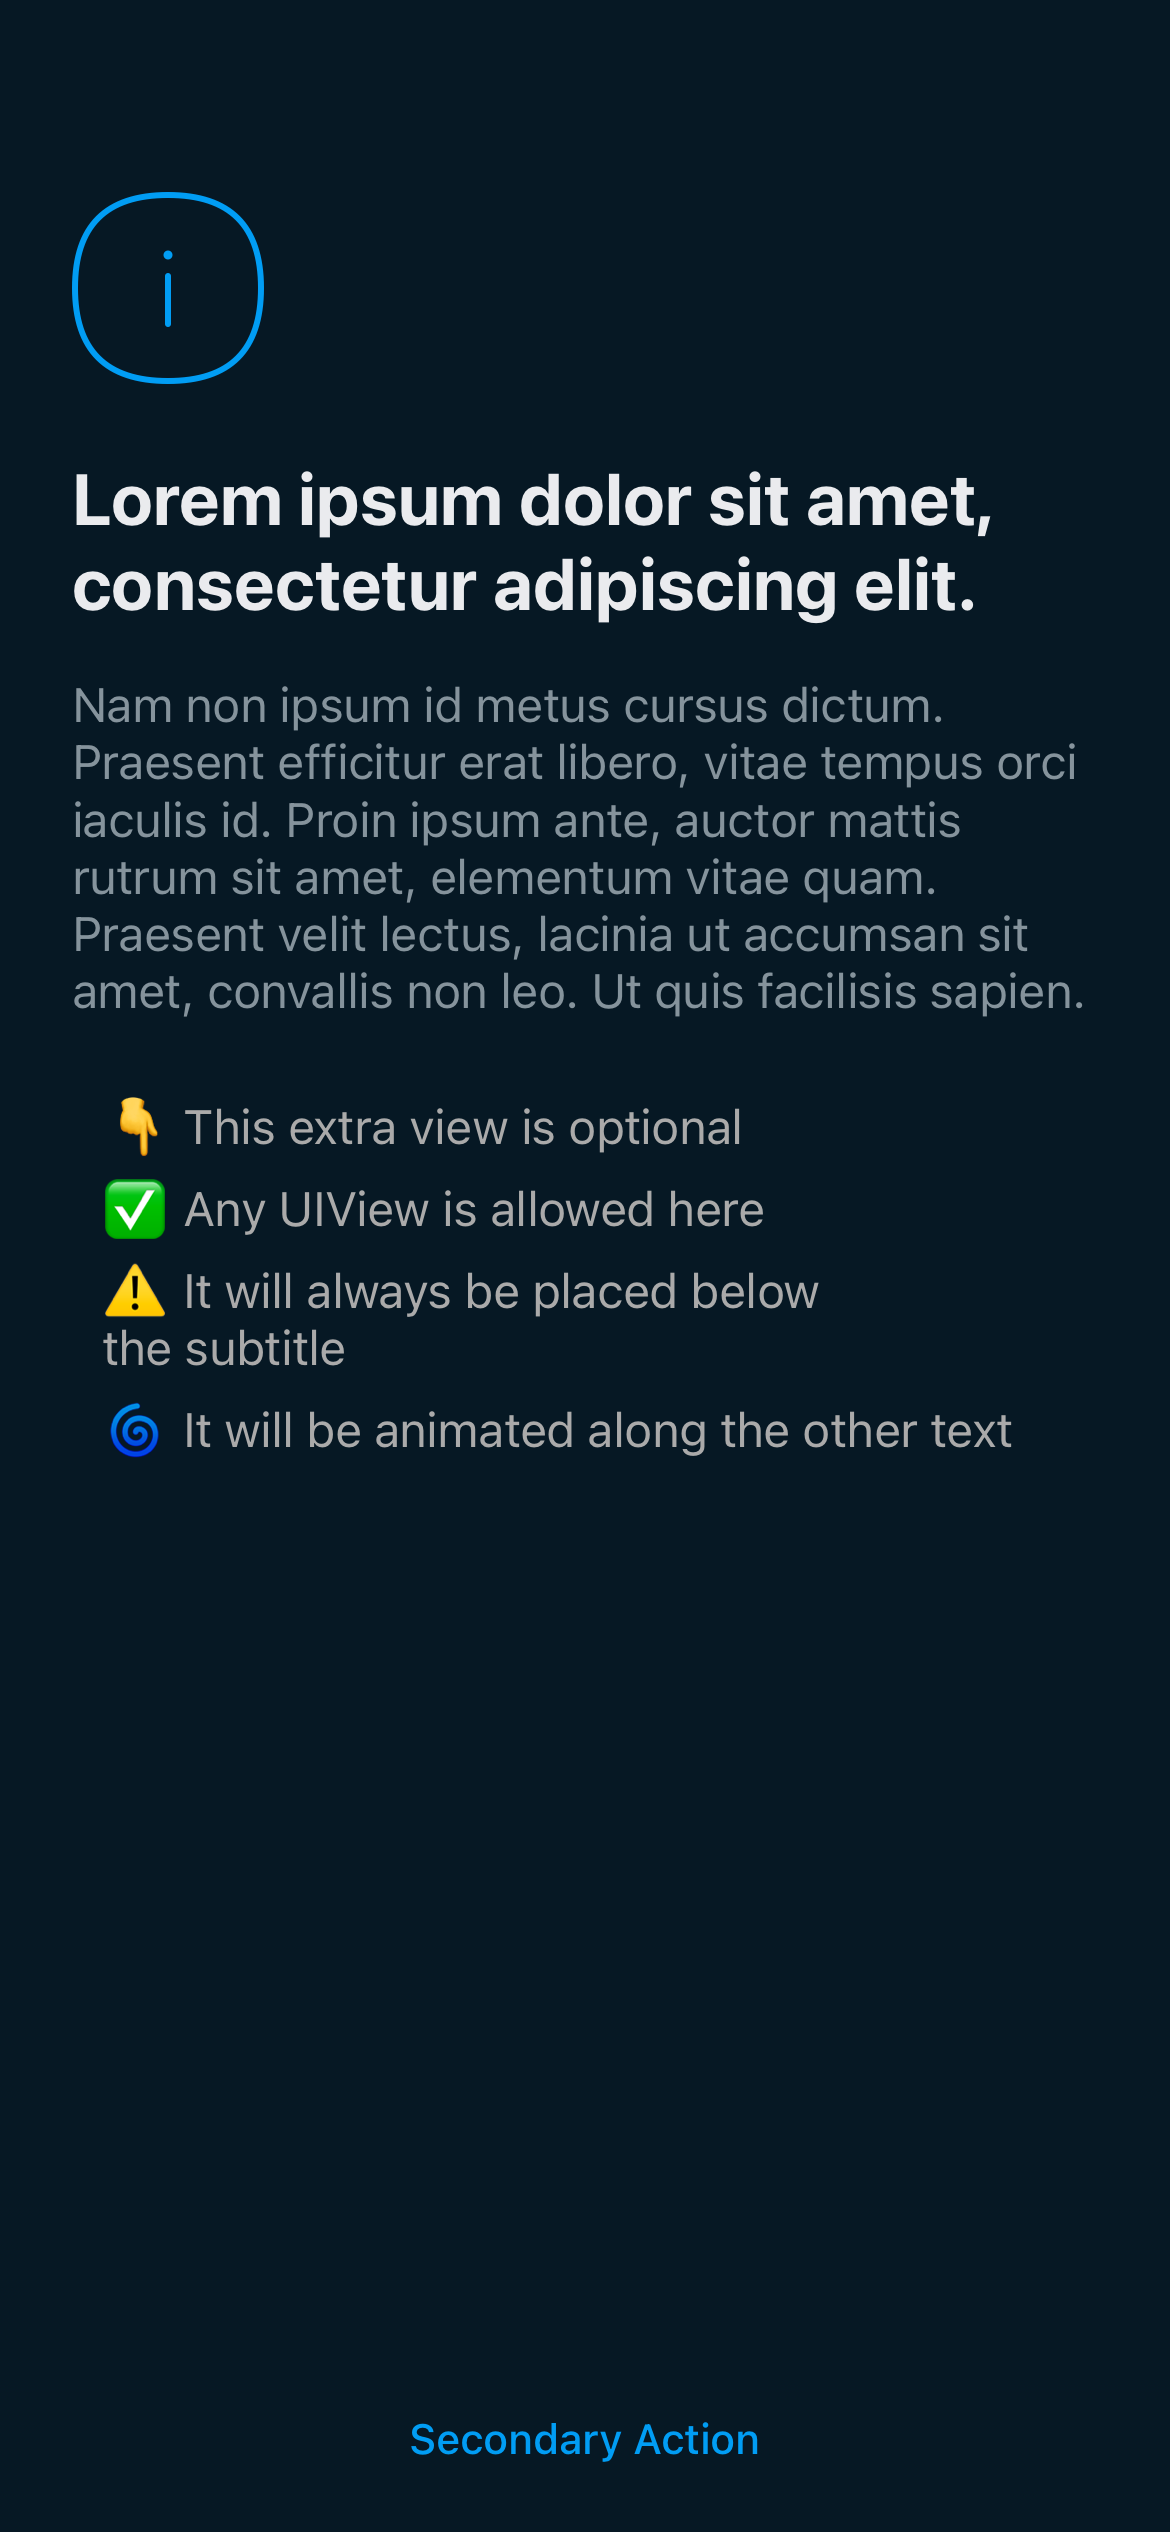 Lorem ipsum dolor sit amet,
consectetur adipiscing elit.
Nam non ipsum id metus cursus dictum.
Praesent efficitur erat libero, vitae tempus orci
iaculis id. Proin ipsum ante, auctor mattis
rutrum sit amet, elementum vitae quam.
Praesent velit lectus, lacinia ut accumsan sit
amet, convallis non leo. Ut quis facilisis sapien.
👇 This extra view is optional
✅ Any UIView is allowed here
⚠️ It will always be placed below
the subtitle
🌀 It will be animated along the other text
Secondary Action